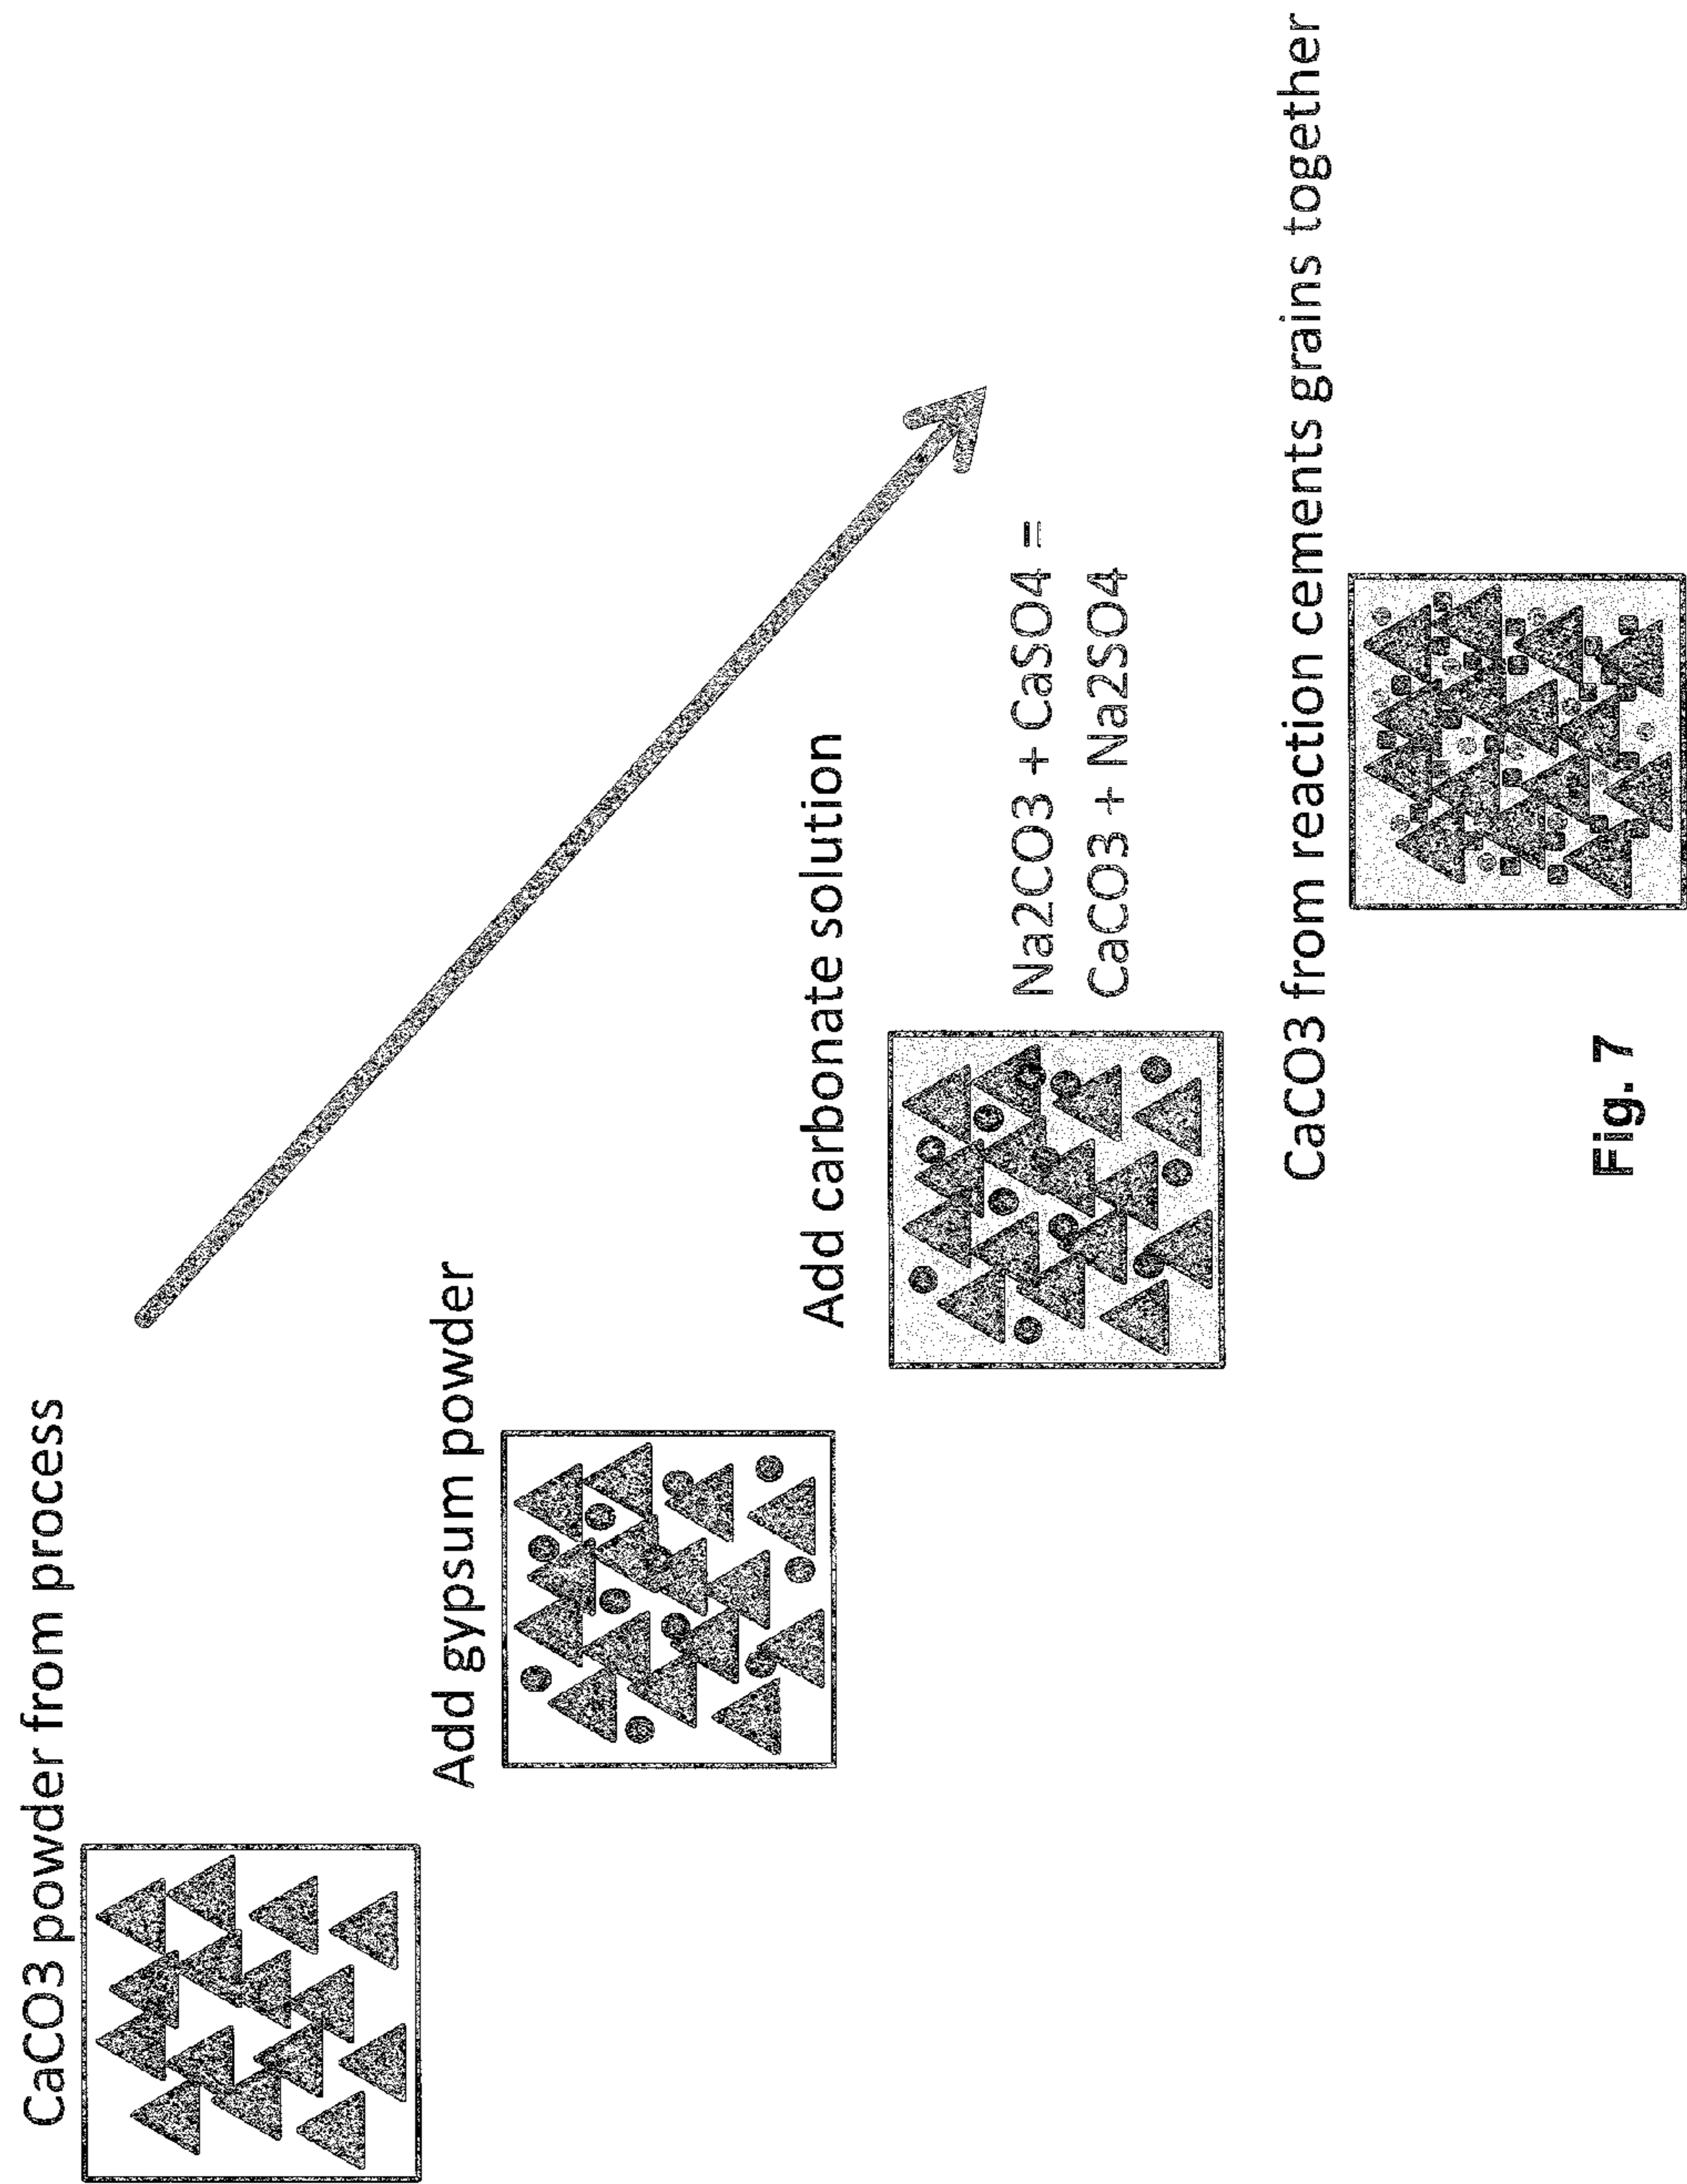 CaCO3 powder from process
Add gypsum powder
Add carbonate solution
Na2CO3 + CaSO4 =
CaCO3 + Na2SO4
CaCO3 from reaction cements grains together
Fig. 7